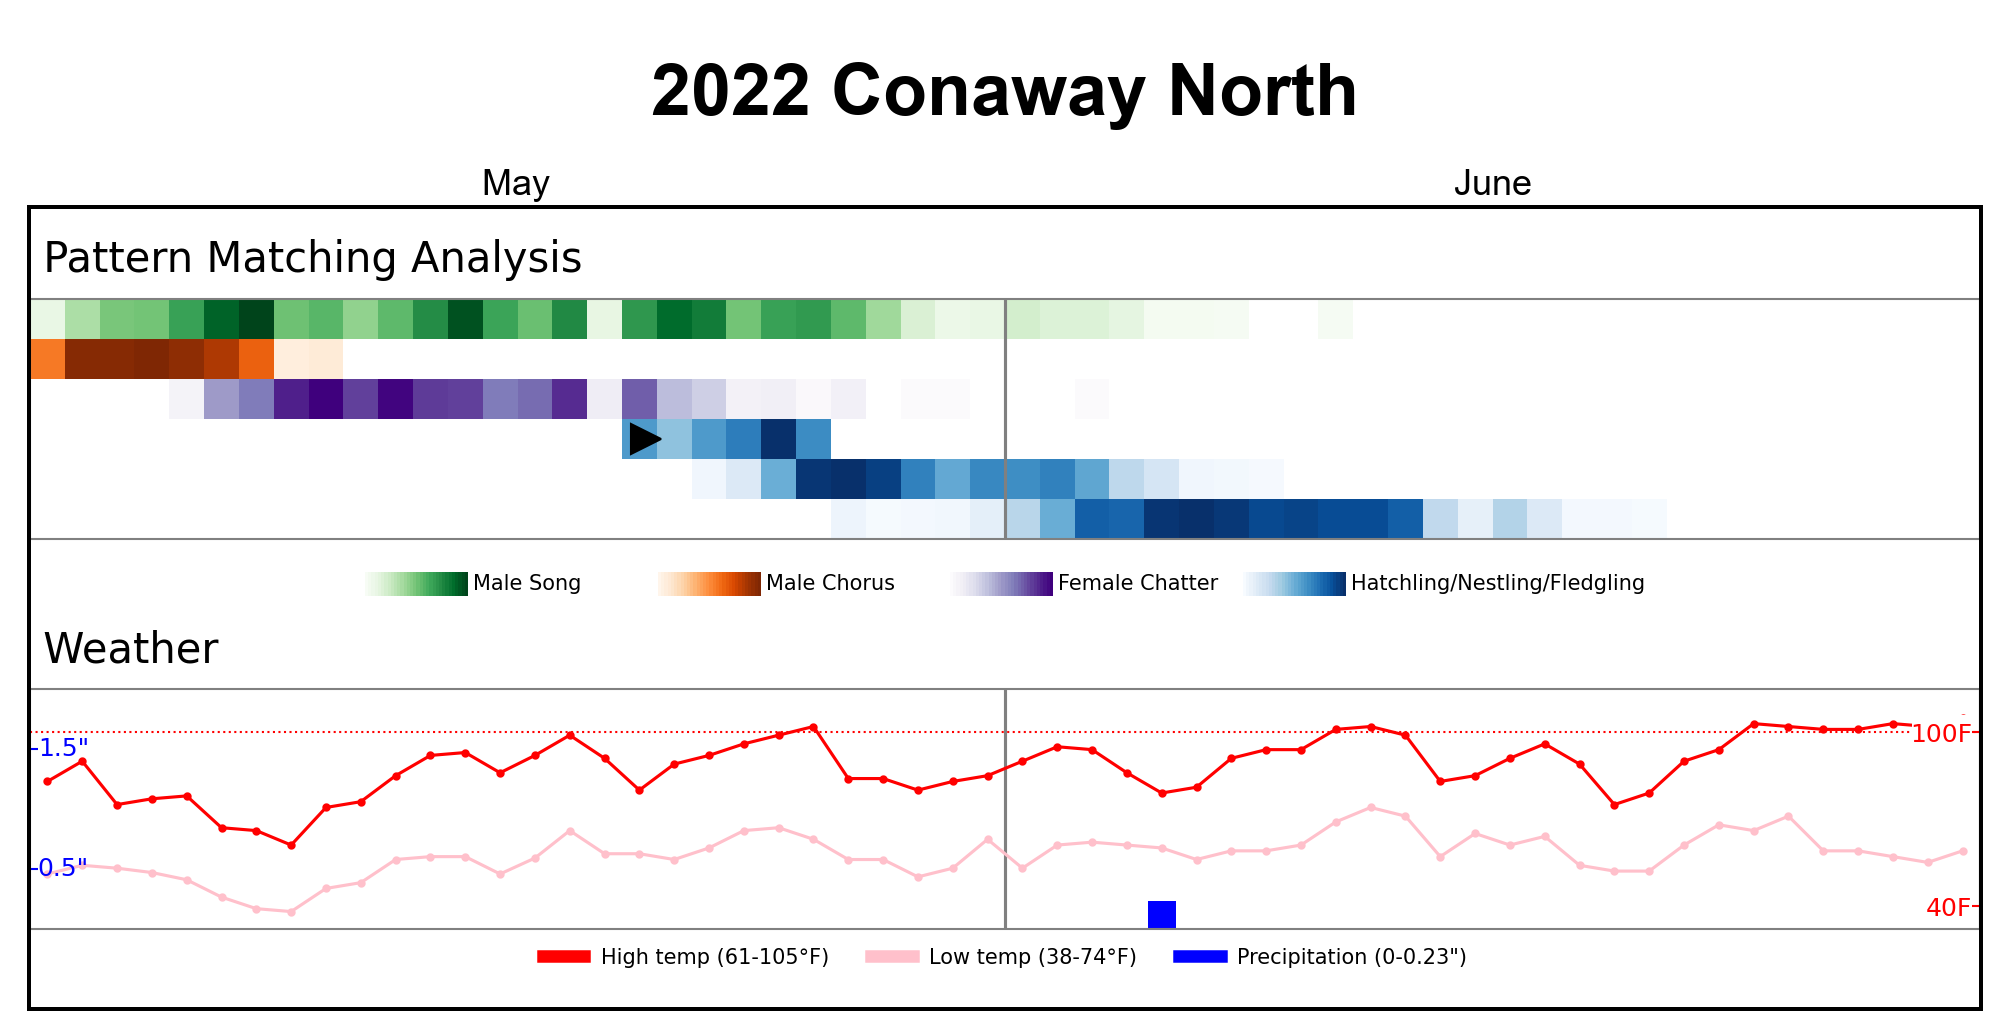 2022 Conaway North
May
June
Pattern Matching Analysis
Male Song
Male Chorus
Female Chatter
Hatchling/Nestling/Fledgling
Weather
1.5"
100F
0.5"
40F
High temp (61-105°F)
Low temp (38-74°F)
Precipitation (0-0.23")